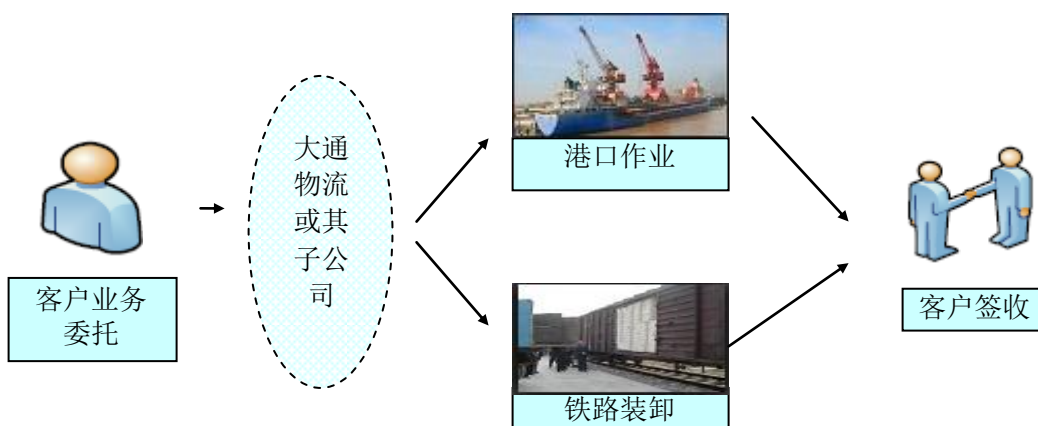 客户业务
委托
大通
物流
或其
子公
司
港口作业
铁路装卸
客户签收